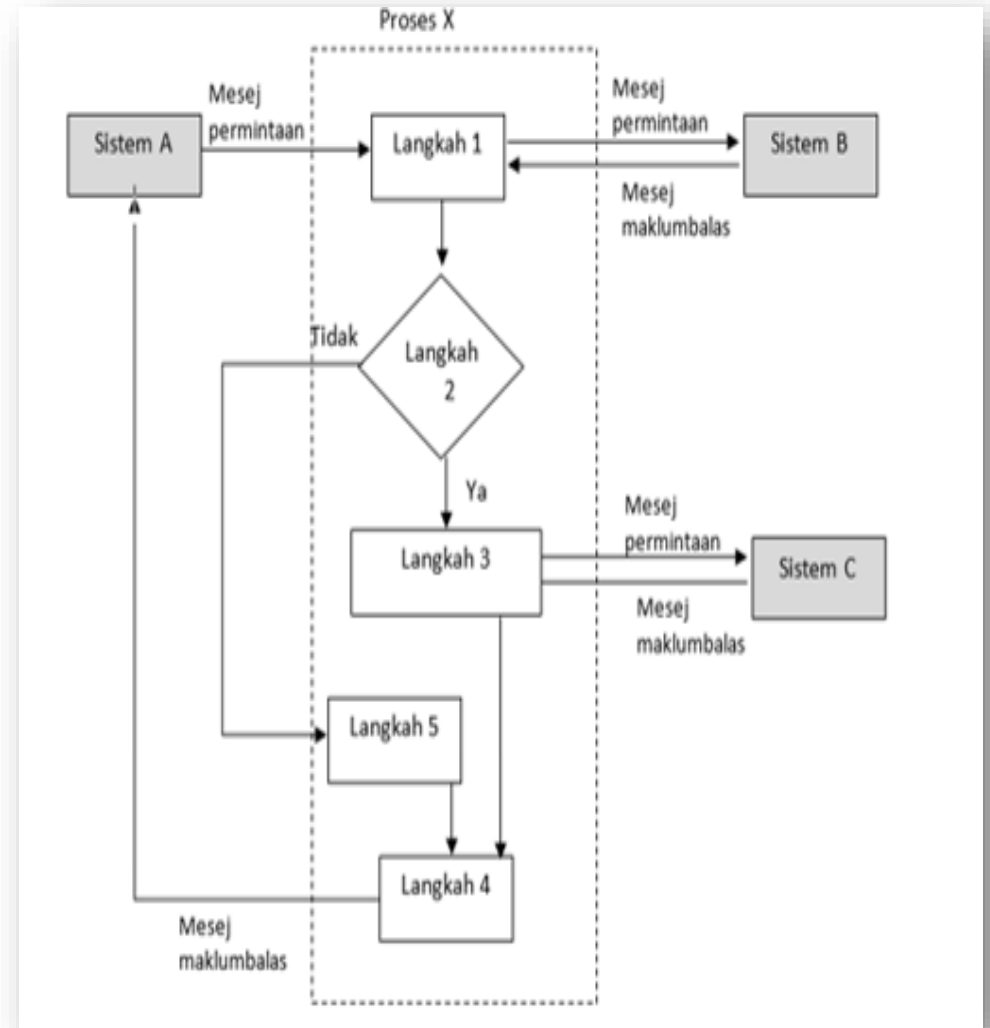 Proses X
Mesej
permintaan
Sistem A
Langkah 1
Mesej
permintaan
Sistem B
Mesej
maklumbalas
Tidak
Langkah
2
Ya
Langkah 3
Mesej
permintaan
Sistem C
Mesej
maklumbalas
Langkah 5
Langkah 4
Mesej
maklumbalas